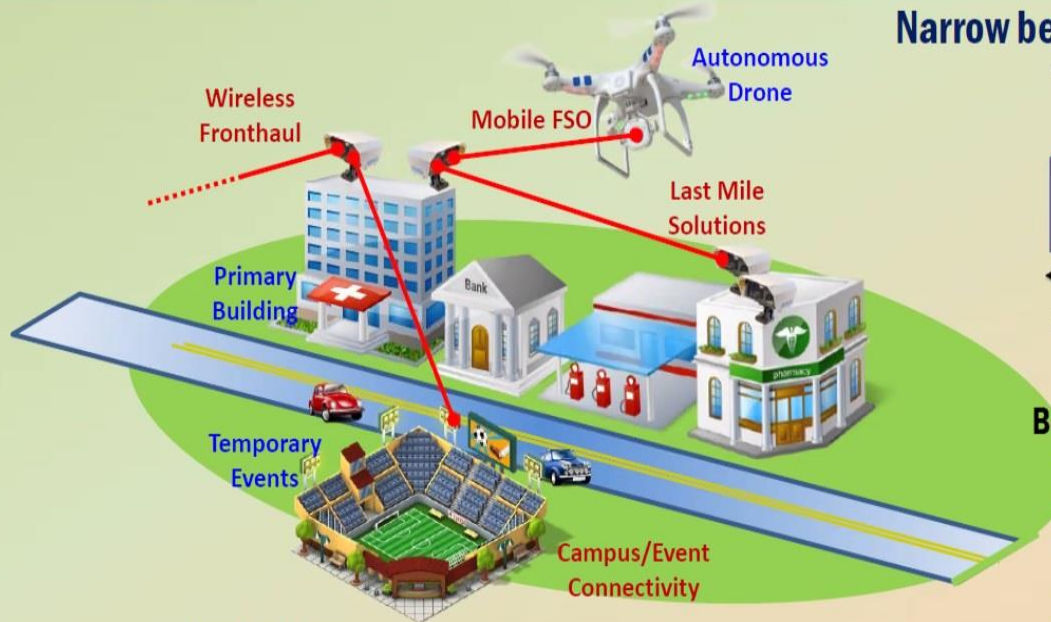 Narrow be
Autonomous
Drone
Wireless
Fronthaul
Mobile FSO
Last Mile
Solutions
Primary
Building
Bank
pharmacy
B
Temporary
Events
Campus/Event
Connectivity